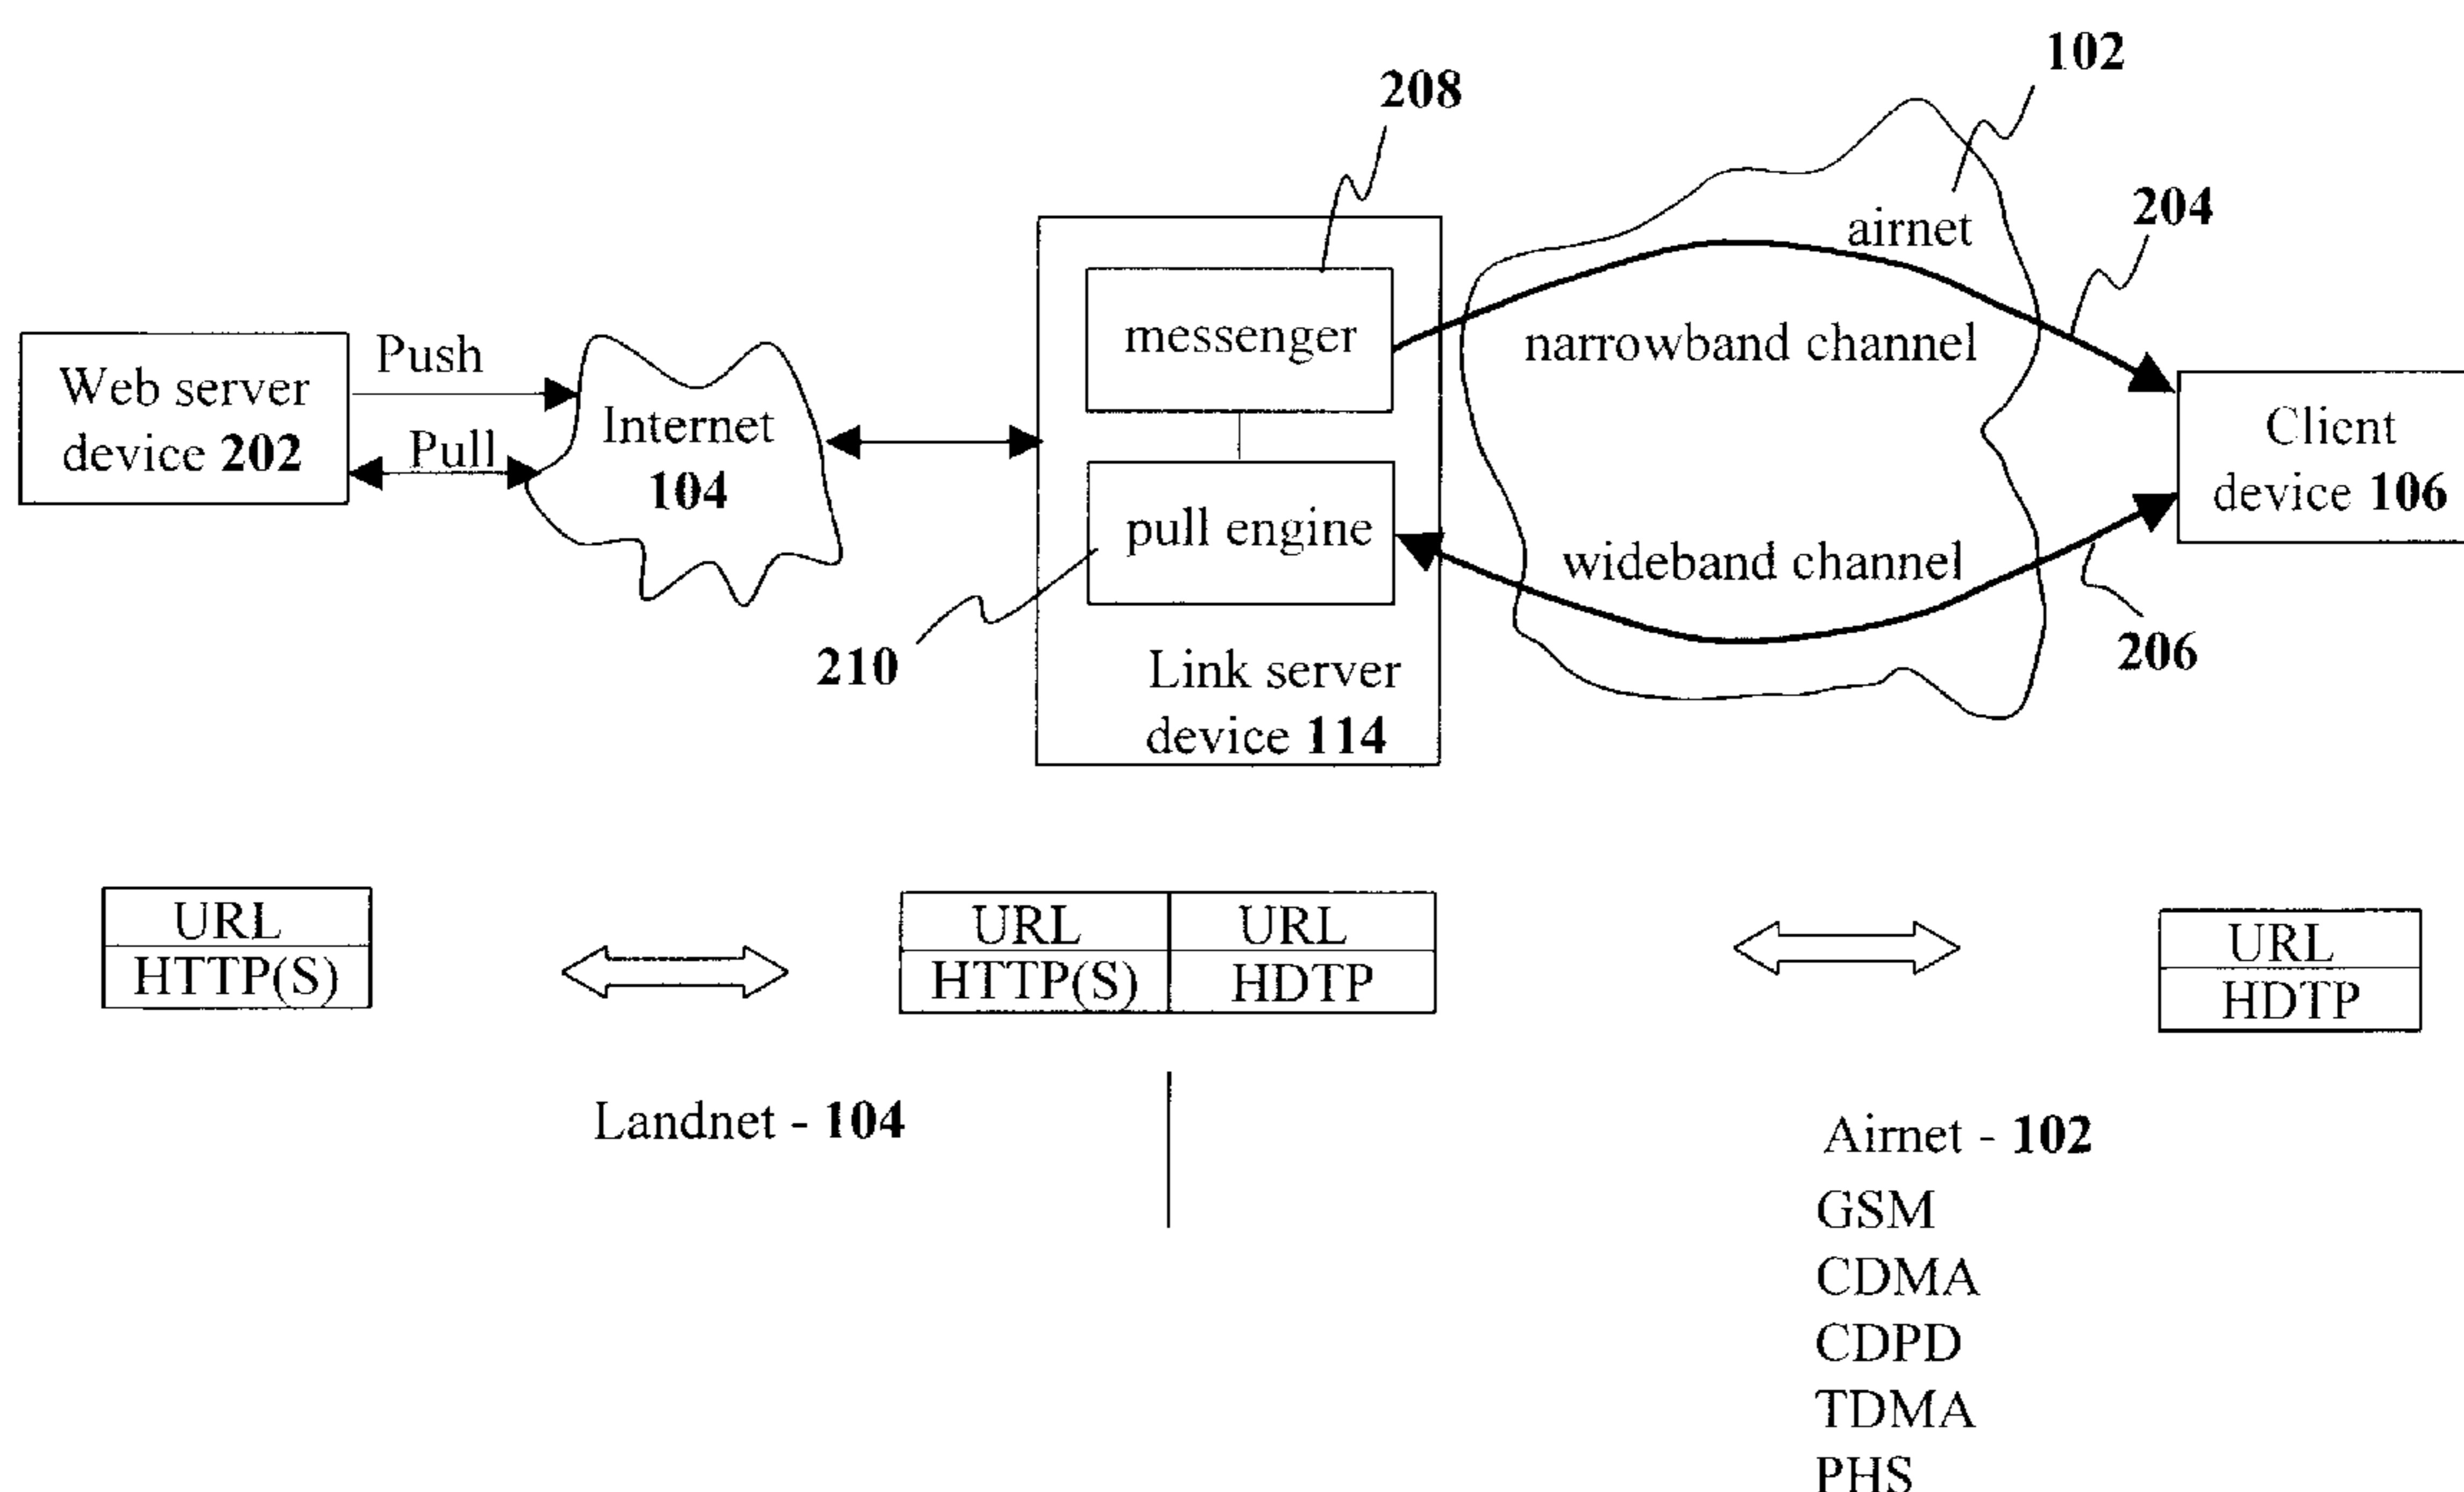 102
208
204
airnet
Push
Web server
device 202
Pull
Internet
104
messenger
narrowband channel
Client
device 106
pull engine
wideband channel
210
Link server
device 114
206
URL
HTTP(S)
URL URL
HTTP(S) HDTP
URL
HDTP
Landnet - 104
Airnet - 102
GSM
CDMA
CDPD
TDMA
PHS